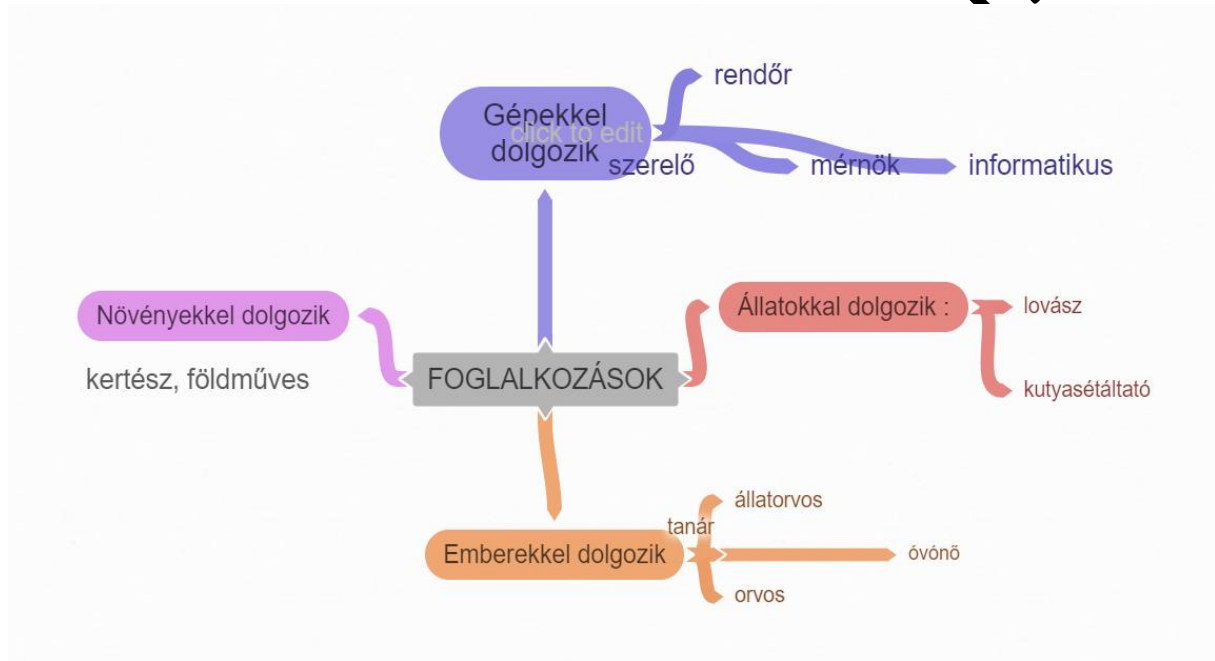 rendőr
Gépekkel
click to edit
dolgozik
szerelő
mérnök
informatikus
Növényekkel dolgozik
Állatokkal dolgozik :
lovász
kertész, földműves
FOGLALKOZÁSOK
kutyasétáltató
állatorvos
tanár
Emberekkel dolgozik
óvónő
orvos